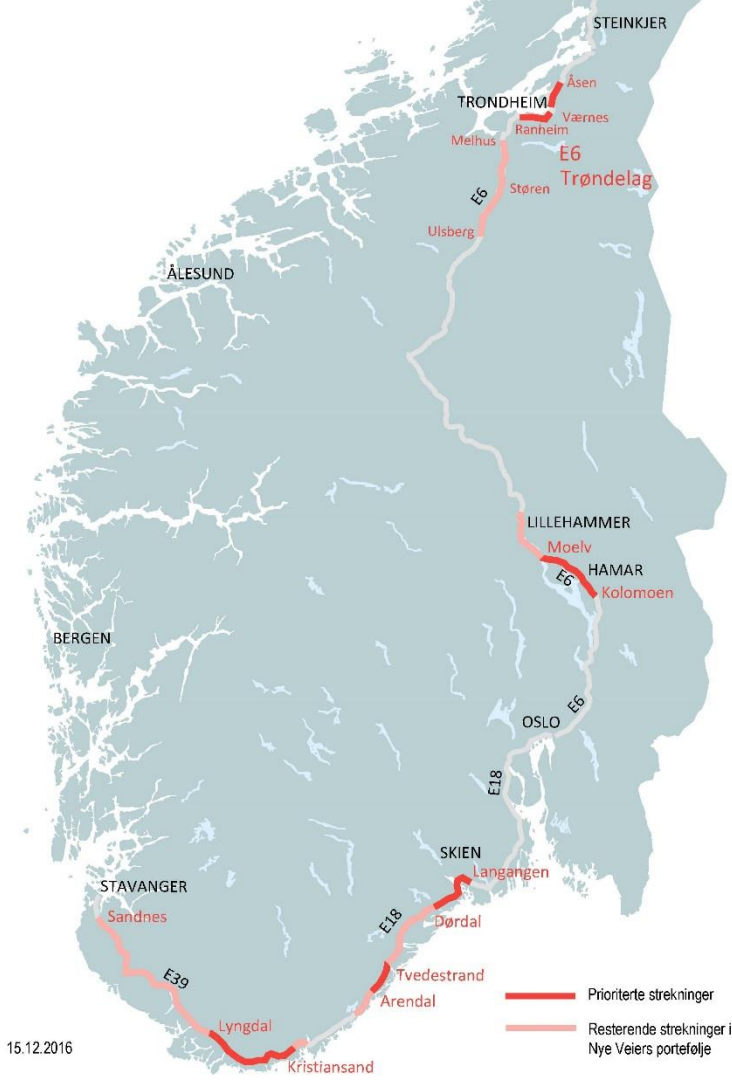 STEINKJER
Åsen
TRONDHEIM
Værnes
Ranheim
Melhus
E6
Trøndelag
Støren
E6
Ulsberg
ÅLESUND
LILLEHAMMER
Moelv
HAMAR
E6
Kolomoen
BERGEN
E6
OSLO
E18
SKIEN
Langangen
STAVANGER
Sandnes
Dørdal
E18
Tvedestrand
E39
Arendal
Prioriterte strekninger
Lyngdal
Resterende strekninger i
Nye Veiers portefølje
15.12.2016
Kristiansand